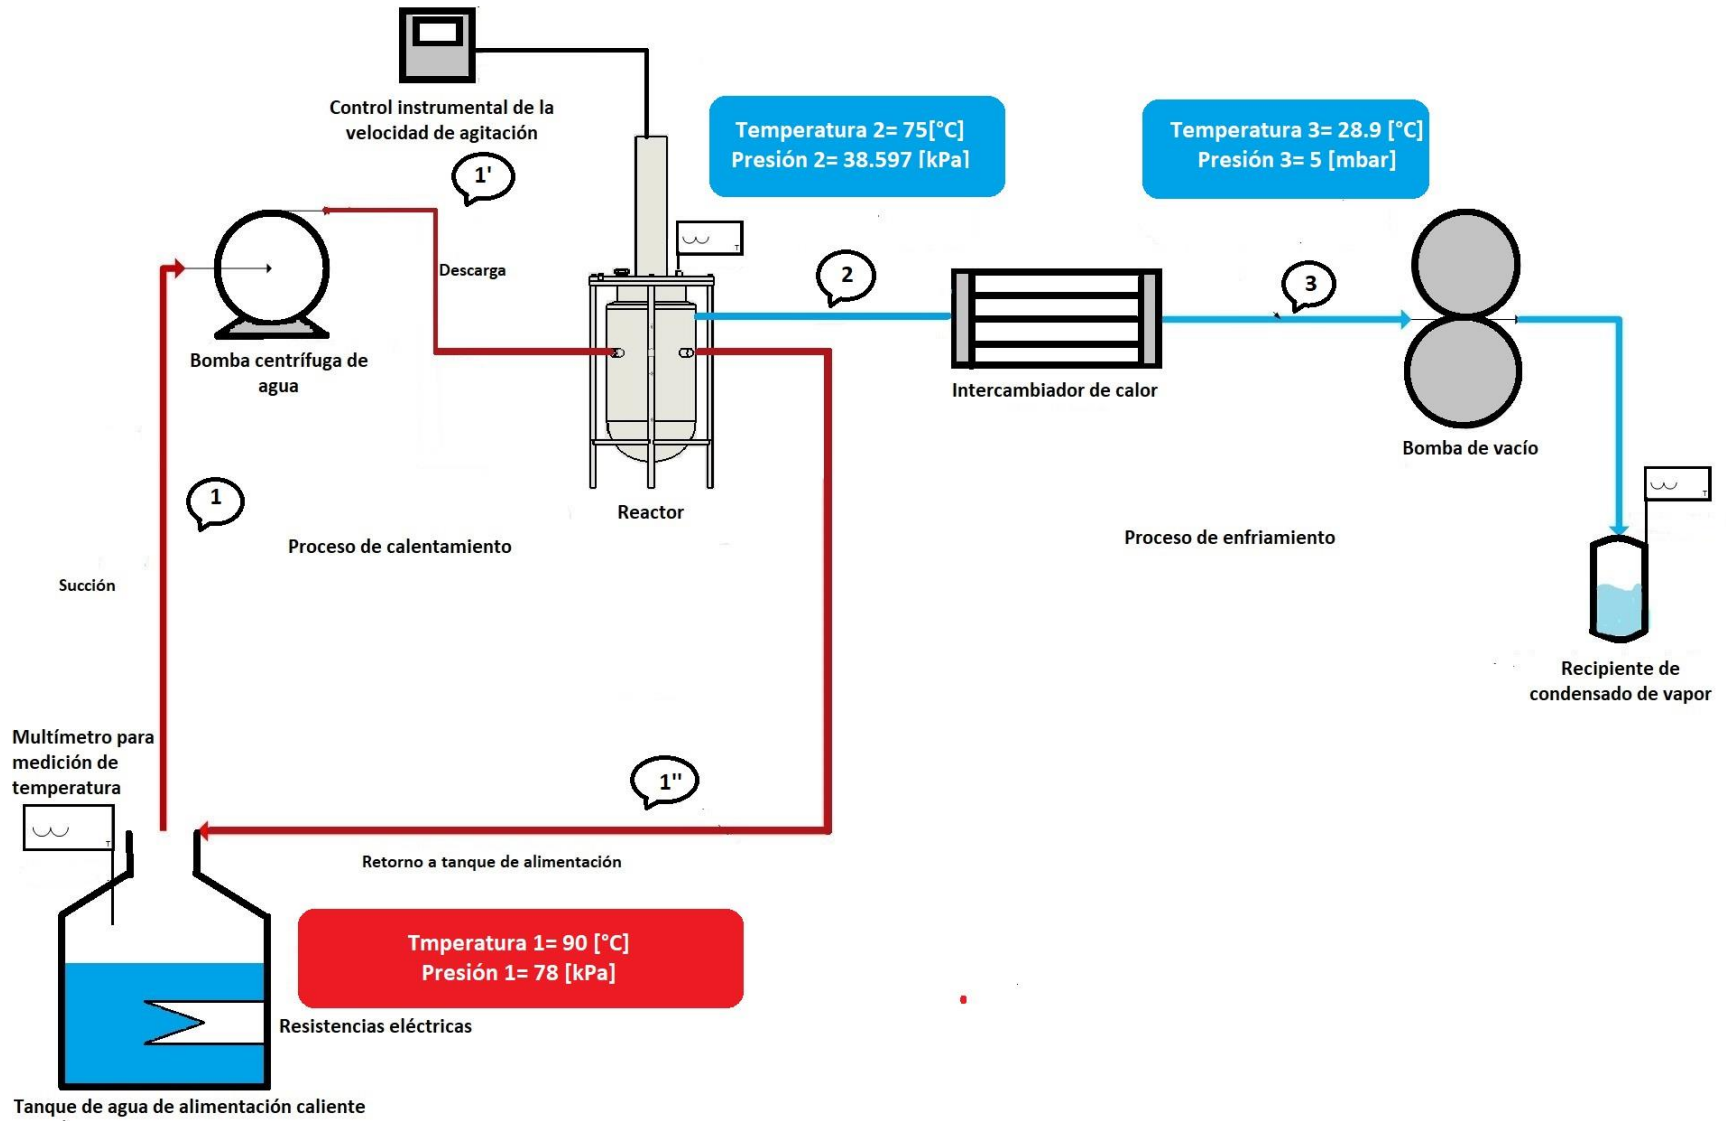 Control instrumental de la
velocidad de agitación
1'
Temperatura 2= 75[°C]
Presión 2= 38.597 [kPa]
Temperatura 3= 28.9 [°C]
Presión 3= 5 [mbar]
Descarga
2
3
T
Bomba centrífuga de
agua
Intercambiador de calor
Bomba de vacío
1
Reactor
T
Proceso de calentamiento
Proceso de enfriamiento
Succión
Recipiente de
condensado de vapor
Multímetro para
medición de
temperatura
T
1''
Retorno a tanque de alimentación
Tmperatura 1= 90 [°C]
Presión 1= 78 [kPa]
Resistencias eléctricas
Tanque de agua de alimentación caliente